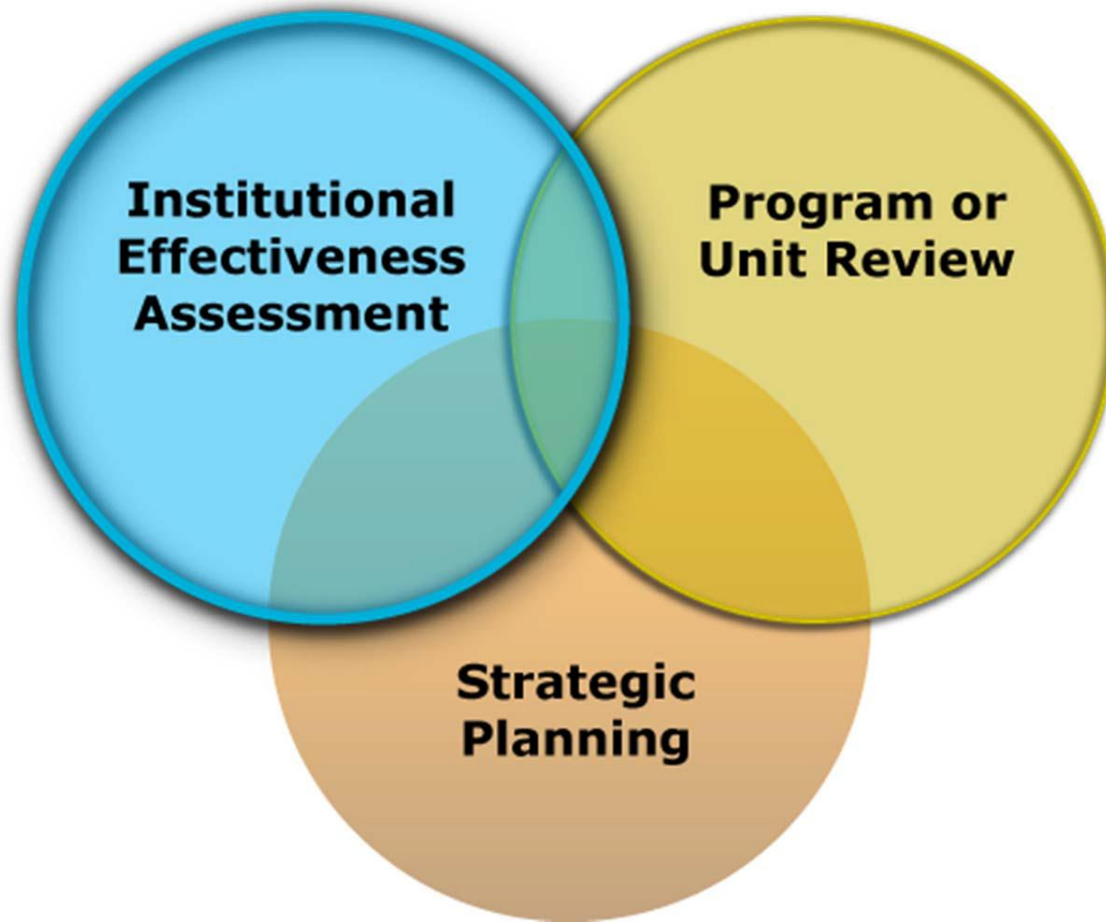 Institutional
Effectiveness
Assessment
Program or
Unit Review
Strategic
Planning